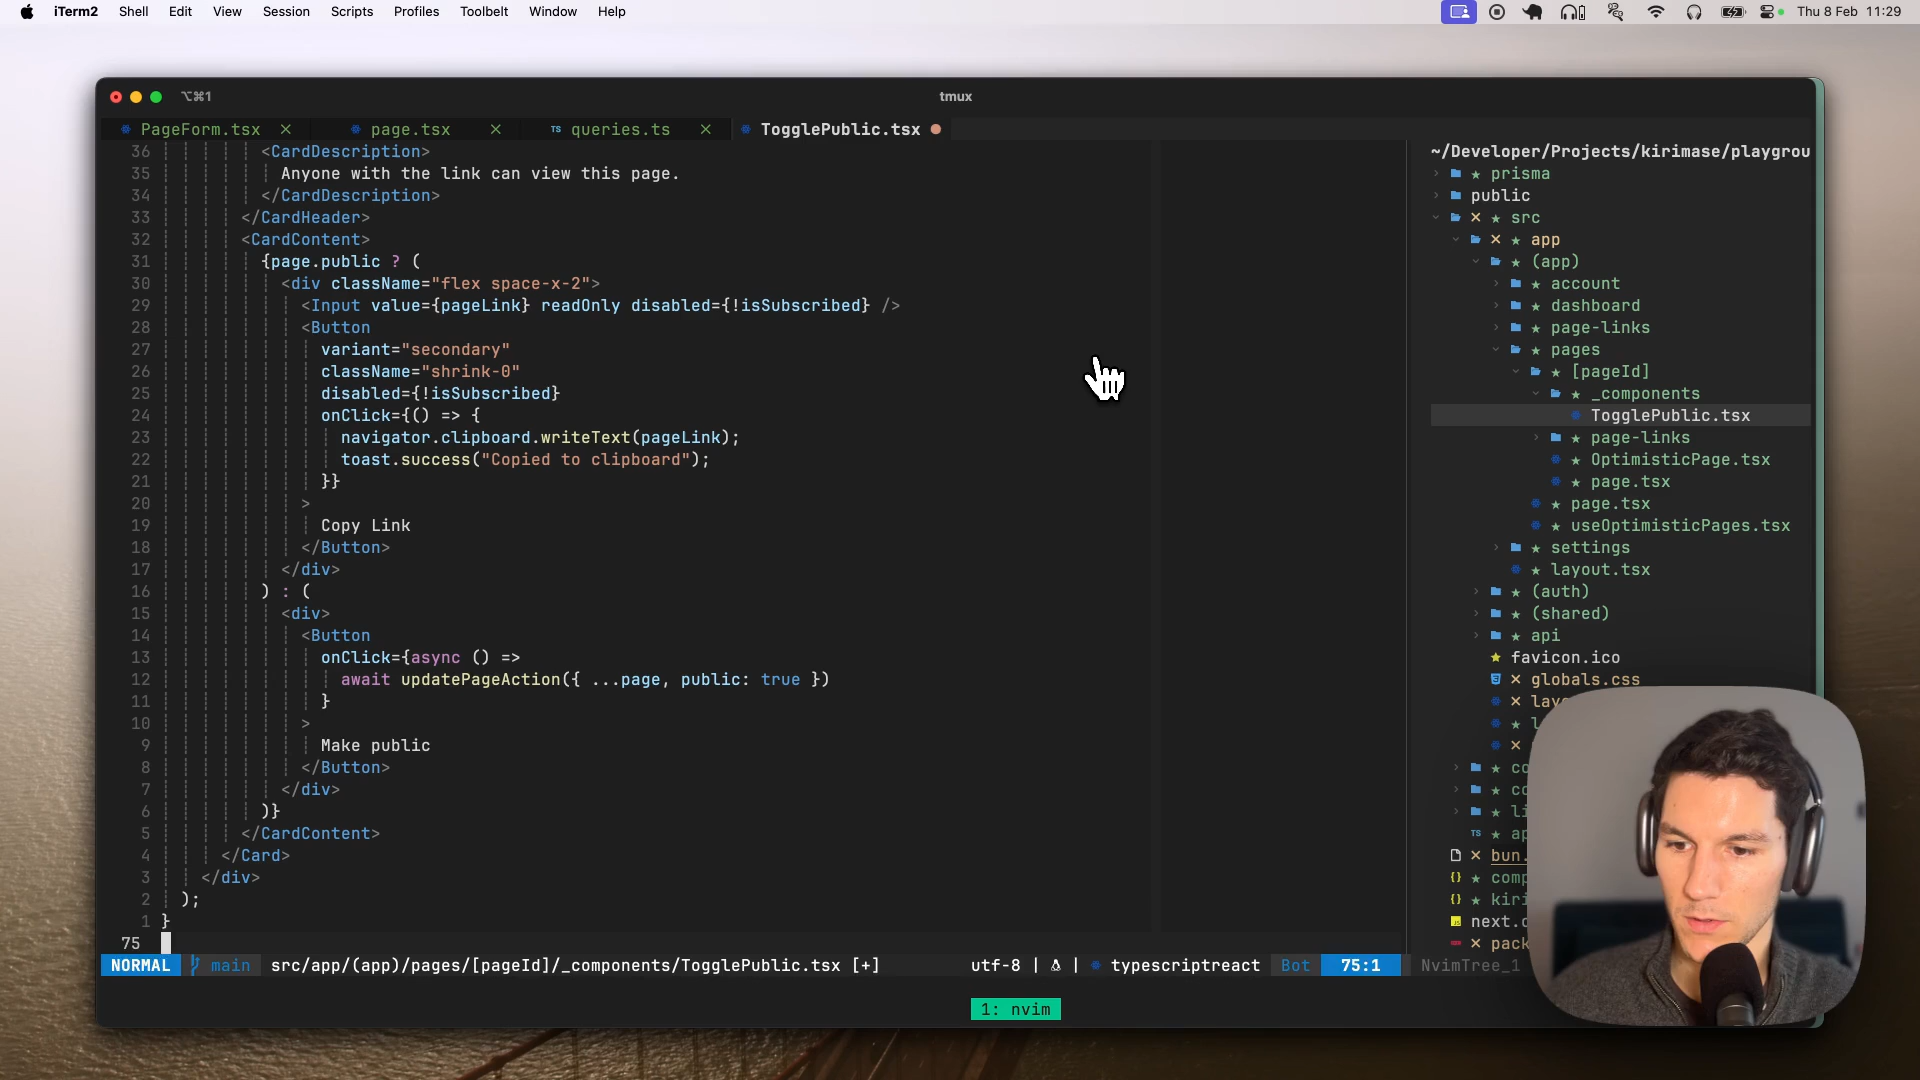 iTerm2 Shell Edit View Session Scripts Profiles Toolbelt Window Help Thu 8 Feb 11:29
⌥⌘1 tmux
PageForm.tsx page.tsx TS queries.ts TogglePublic.tsx
36 <CardDescription>
35 Anyone with the link can view this page.
34 </CardDescription>
33 </CardHeader>
32 <CardContent>
31 {page.public ? (
30 <div className="flex space-x-2">
29 <Input value={pageLink} readOnly disabled={!isSubscribed} />
28 <Button
27 variant="secondary"
26 className="shrink-0"
25 disabled={!isSubscribed}
24 onClick={() => {
23 navigator.clipboard.writeText(pageLink);
22 toast.success("Copied to clipboard");
21 }}
20 >
19 Copy Link
18 </Button>
17 </div>
16 ) : (
15 <div>
14 <Button
13 onClick={async () =>
12 await updatePageAction({ ...page, public: true })
11 }
10 >
9 Make public
8 </Button>
7 </div>
6 )}
5 </CardContent>
4 </Card>
3 </div>
2 );
1 }
75
~/Developer/Projects/kirimase/playgrou
prisma
public
src
app
(app)
account
dashboard
page-links
pages
[pageId]
_components
TogglePublic.tsx
page-links
OptimisticPage.tsx
page.tsx
page.tsx
useOptimisticPages.tsx
settings
layout.tsx
(auth)
(shared)
api
favicon.ico
globals.css
lay
l
co
co
li
TS ap
bun.
{} comp
{} kiri
next.c
pack
NORMAL main src/app/(app)/pages/[pageId]/_components/TogglePublic.tsx [+] utf-8 | | typescriptreact Bot 75:1 NvimTree_1
1: nvim